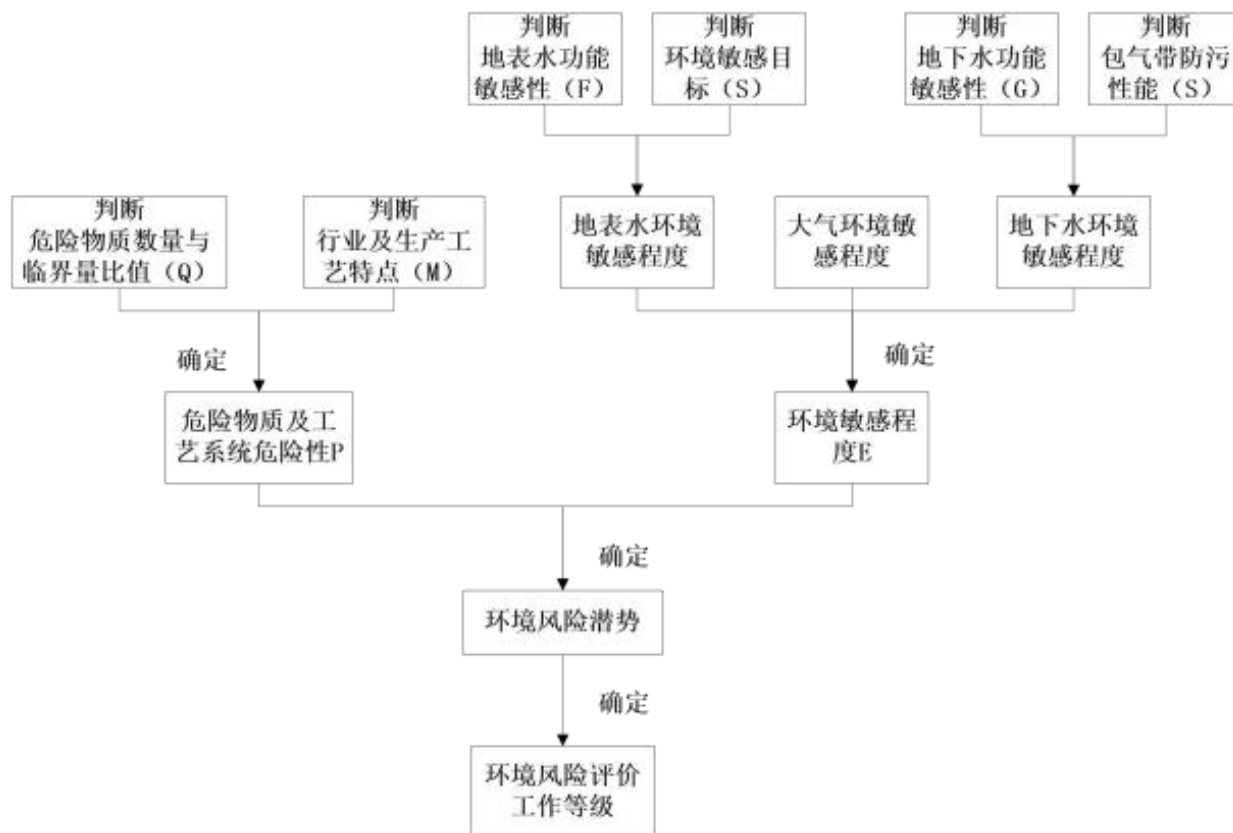 判断
地表水功能
敏感性（F）
判断
环境敏感目
标（S）
判断
地下水功能
敏感性（G）
判断
包气带防污
性能（S）
判断
危险物质数量与
临界量比值（Q）
判断
行业及生产工
艺特点（M）
地表水环境
敏感程度
大气环境敏
感程度
地下水环境
敏感程度
确定
确定
危险物质及工
艺系统危险性P
环境敏感程
度E
确定
环境风险潜势
确定
环境风险评价
工作等级